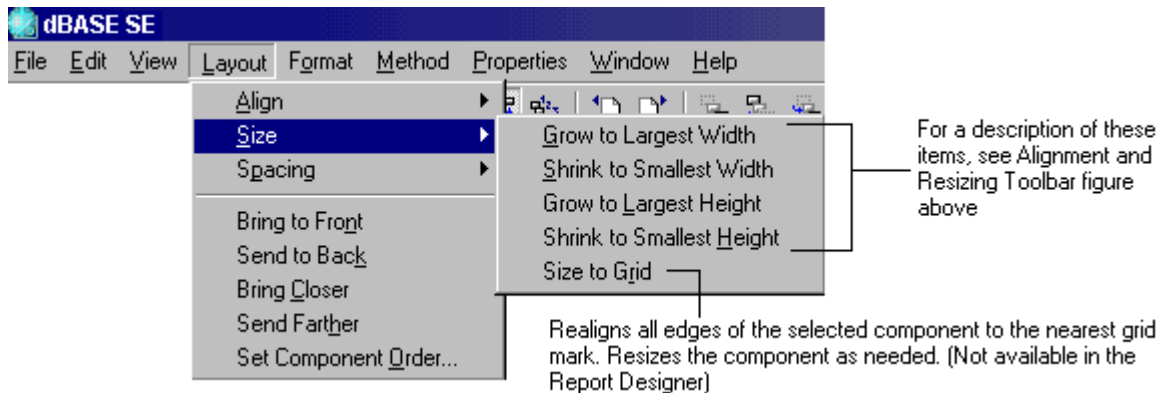 dBASE SE
File Edit View Layout Format Method Properties Window Help
Align
Size
Spacing
Bring to Front
Send to Back
Bring Closer
Send Farther
Set Component Order...
Grow to Largest Width
Shrink to Smallest Width
Grow to Largest Height
Shrink to Smallest Height
Size to Grid
For a description of these
items, see Alignment and
Resizing Toolbar figure
above
Realigns all edges of the selected component to the nearest grid
mark. Resizes the component as needed. (Not available in the
Report Designer)